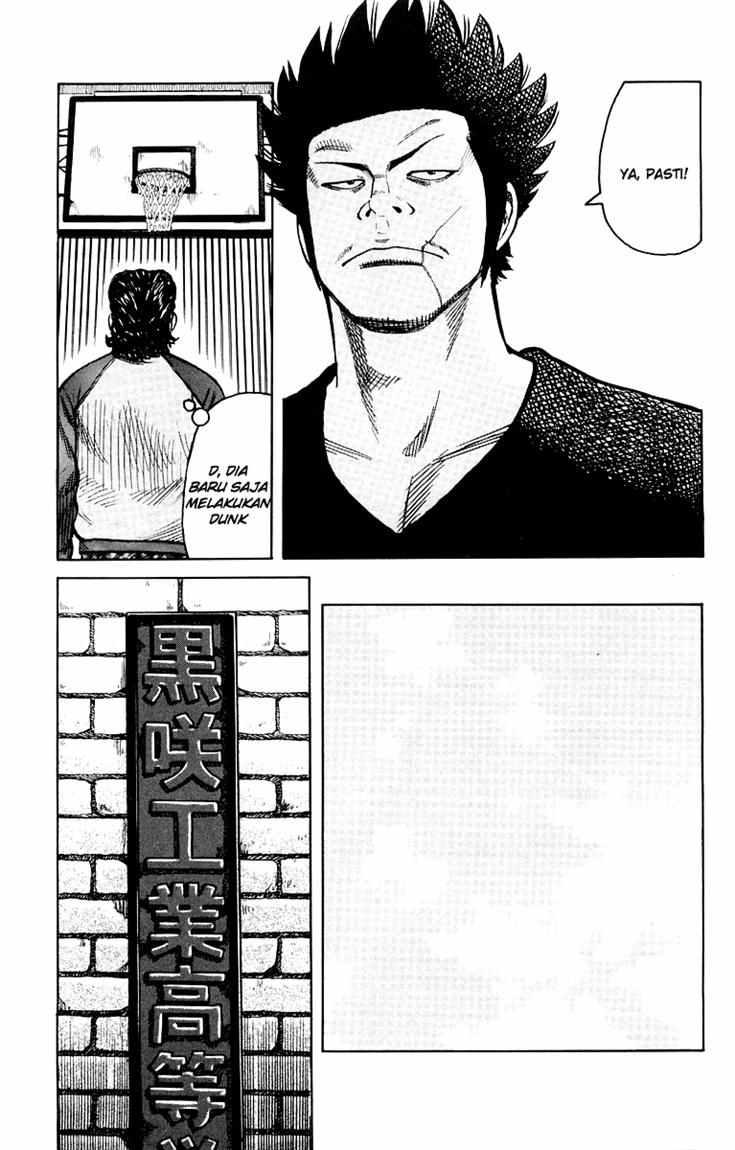 YA, PASTI!
D, DIA
BARU SAJA
MELAKUKAN
DUNK
黒咲工業高等